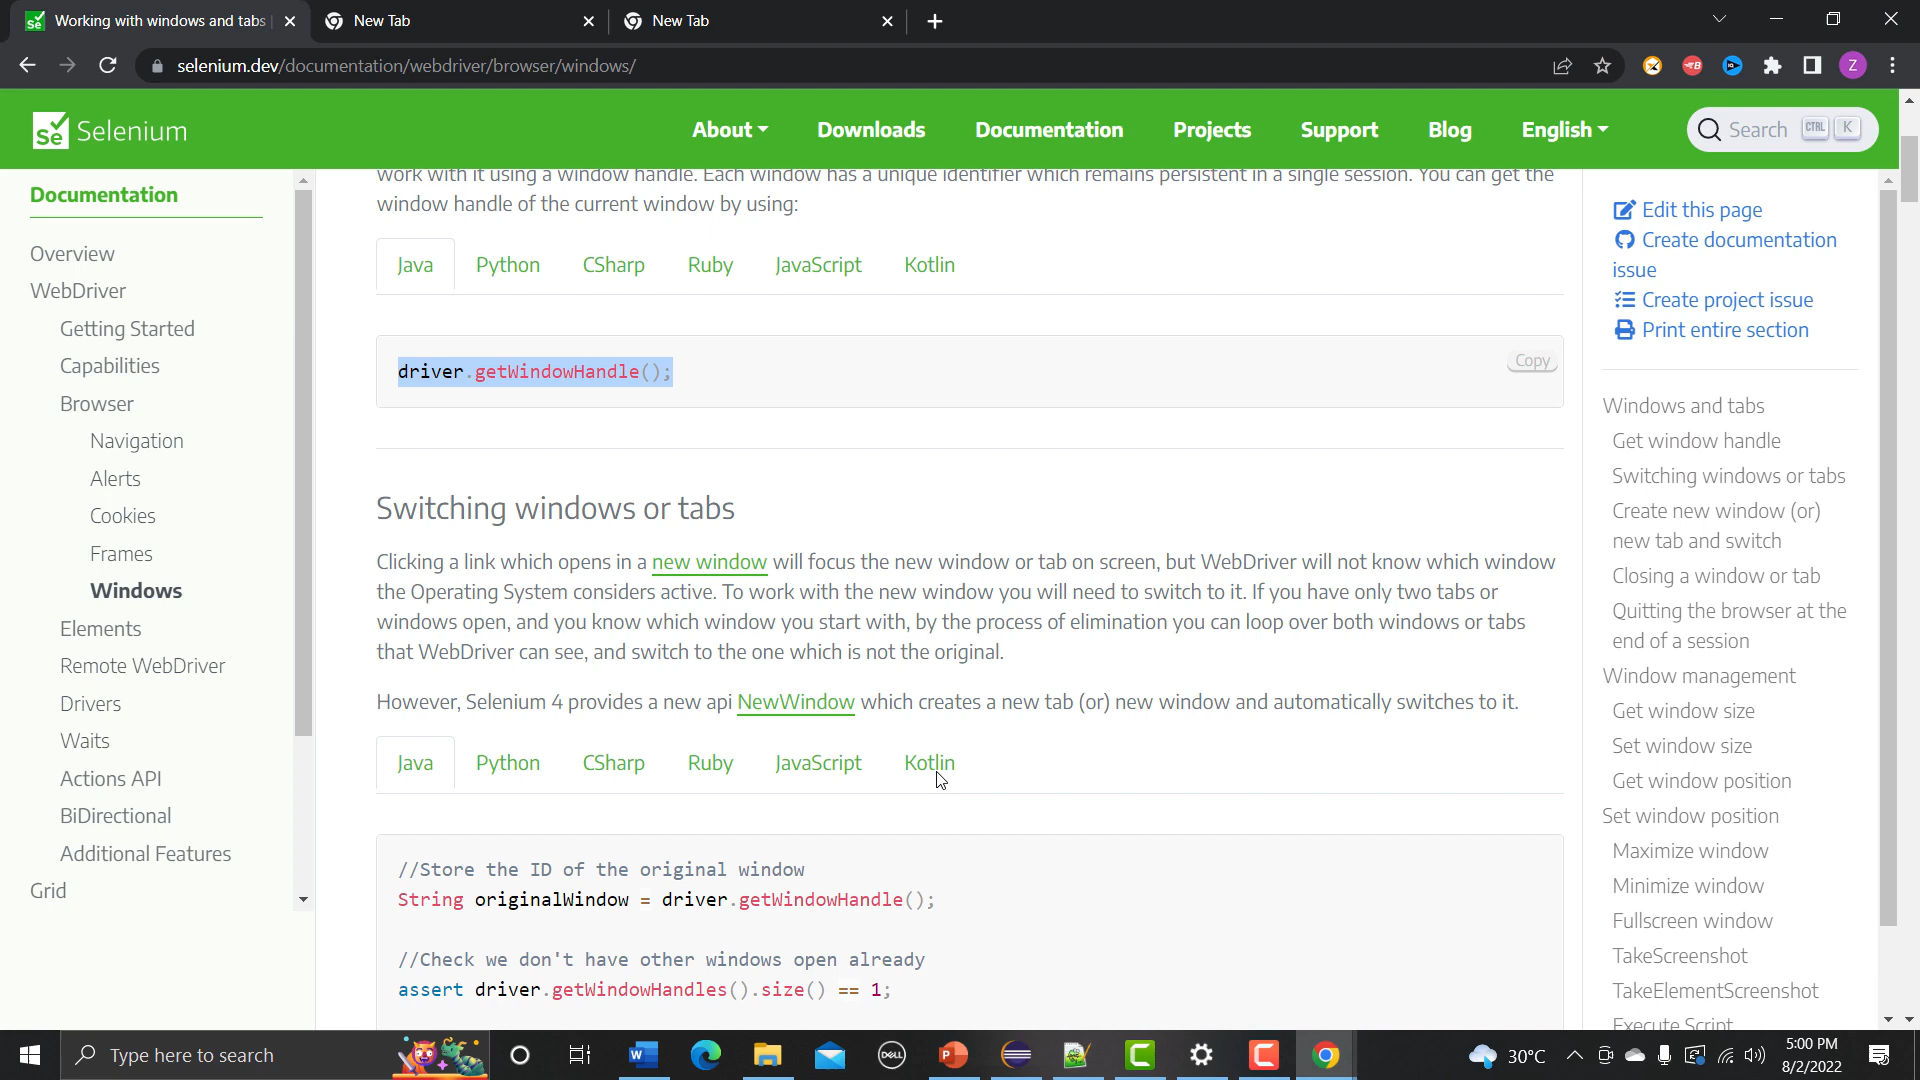 Working with windows and tabs
New Tab
New Tab
selenium.dev/documentation/webdriver/browser/windows/
Z
Selenium
About
Downloads
Documentation
Projects
Support
Blog
English
Search CTRL K
Documentation
Overview
WebDriver
Getting Started
Capabilities
Browser
Navigation
Alerts
Cookies
Frames
Windows
Elements
Remote WebDriver
Drivers
Waits
Actions API
BiDirectional
Additional Features
Grid
work with it using a window handle. Each window has a unique identifier which remains persistent in a single session. You can get the
window handle of the current window by using:
Java Python CSharp Ruby JavaScript Kotlin
driver.getWindowHandle();
Copy
Switching windows or tabs
Clicking a link which opens in a new window will focus the new window or tab on screen, but WebDriver will not know which window
the Operating System considers active. To work with the new window you will need to switch to it. If you have only two tabs or
windows open, and you know which window you start with, by the process of elimination you can loop over both windows or tabs
that WebDriver can see, and switch to the one which is not the original.
However, Selenium 4 provides a new api NewWindow which creates a new tab (or) new window and automatically switches to it.
Java Python CSharp Ruby JavaScript Kotlin
//Store the ID of the original window
String originalWindow = driver.getWindowHandle();
//Check we don't have other windows open already
assert driver.getWindowHandles().size() == 1;
Edit this page
Create documentation
issue
Create project issue
Print entire section
Windows and tabs
Get window handle
Switching windows or tabs
Create new window (or)
new tab and switch
Closing a window or tab
Quitting the browser at the
end of a session
Window management
Get window size
Set window size
Get window position
Set window position
Maximize window
Minimize window
Fullscreen window
TakeScreenshot
TakeElementScreenshot
Execute Script
Type here to search
30°C
5:00 PM
8/2/2022